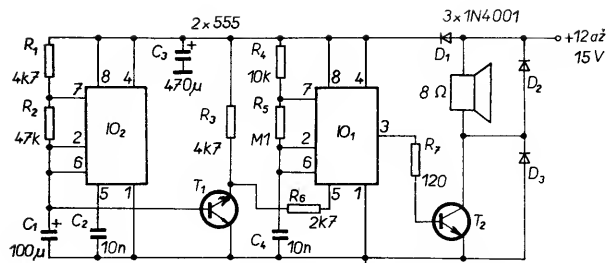 2 x 555
3 x 1N4001
+12 až
15 V
R1
4k7
C3
+
470µ
R4
10k
D1
8
4
8
4
7
R2
47k
IO2
R3
4k7
7
R5
M1
IO1
3
8 Ω
D2
2
6
2
6
R7
120
D3
5
1
T1
R6
2k7
5
1
T2
C1
+
100µ
C2
10n
C4
10n